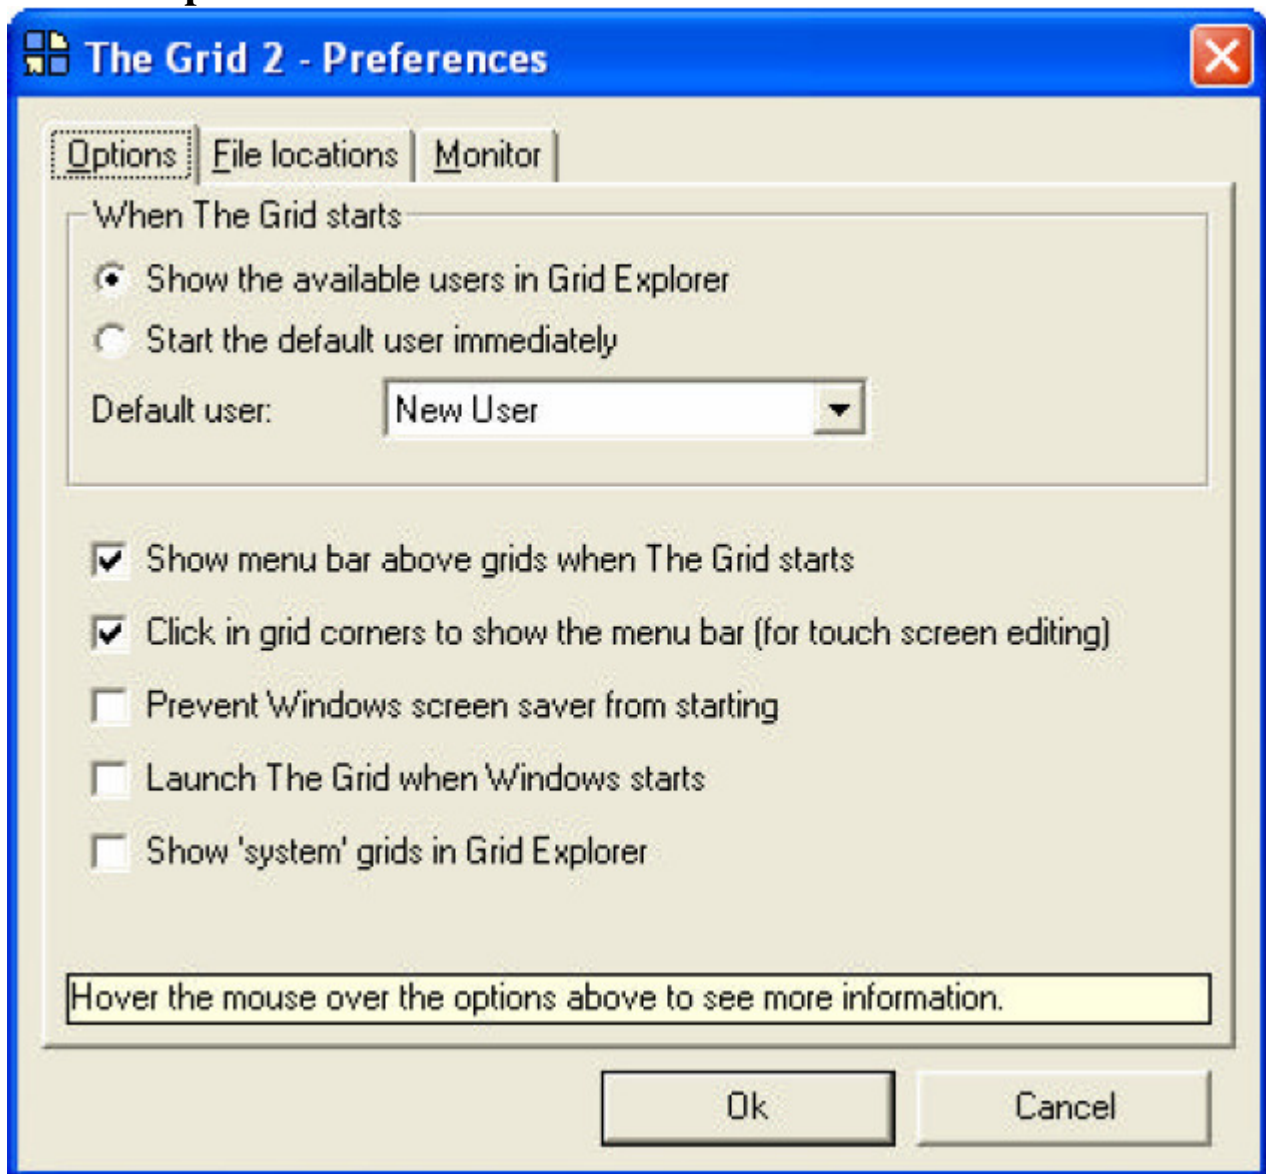 The Grid 2 - Preferences
Options File locations Monitor
When The Grid starts
Show the available users in Grid Explorer
Start the default user immediately
Default user: New User
Show menu bar above grids when The Grid starts
Click in grid corners to show the menu bar (for touch screen editing)
Prevent Windows screen saver from starting
Launch The Grid when Windows starts
Show 'system' grids in Grid Explorer
Hover the mouse over the options above to see more information.
Ok Cancel